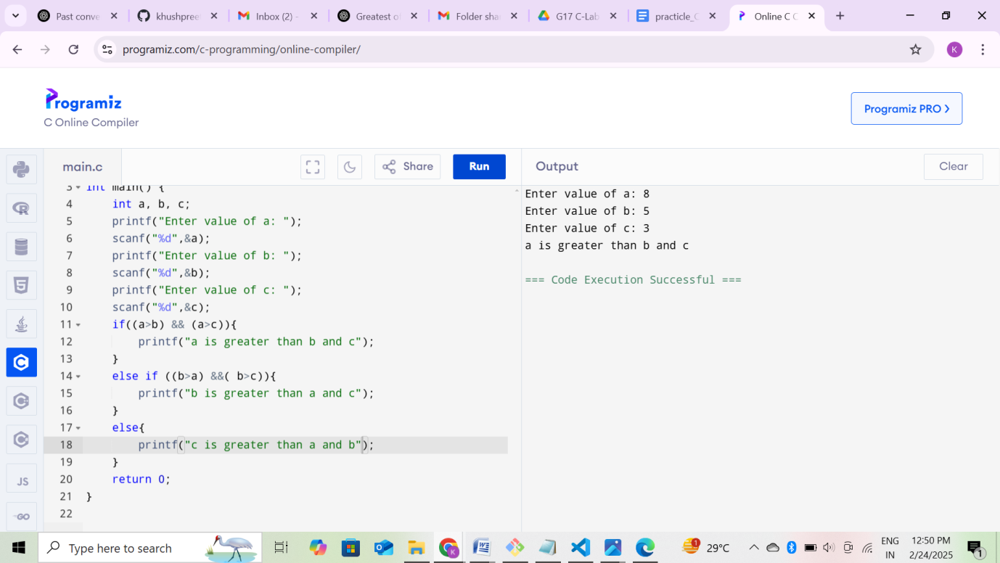 Past conve
khushpree
Inbox (2) -
Greatest of
Folder sha
G17 C-Lab
practicle_C
Online C C
programiz.com/c-programming/online-compiler/
K
Programiz
C Online Compiler
Programiz PRO
main.c
Share
Run
3 int main() {
4 int a, b, c;
5 printf("Enter value of a: ");
6 scanf("%d",&a);
7 printf("Enter value of b: ");
8 scanf("%d",&b);
9 printf("Enter value of c: ");
10 scanf("%d",&c);
11 if((a>b) && (a>c)){
12 printf("a is greater than b and c");
13 }
14 else if ((b>a) &&( b>c)){
15 printf("b is greater than a and c");
16 }
17 else{
18 printf("c is greater than a and b");
19 }
20 return 0;
21 }
22
Output
Clear
Enter value of a: 8
Enter value of b: 5
Enter value of c: 3
a is greater than b and c
=== Code Execution Successful ===
JS
GO
Type here to search
1
29°C
ENG
IN
12:50 PM
2/24/2025
1